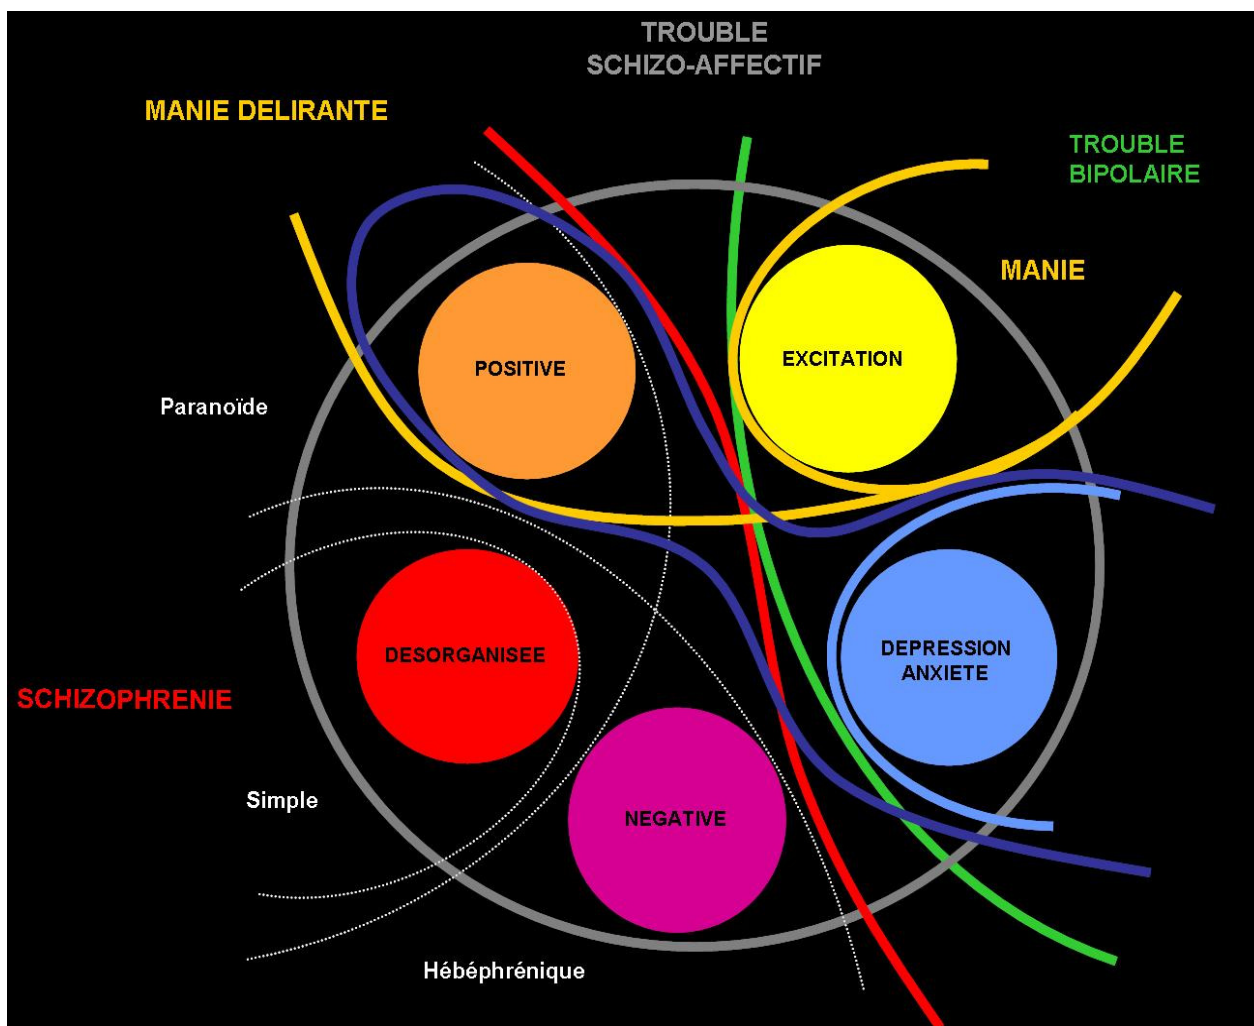 TROUBLE
SCHIZO-AFFECTIF
MANIE DELIRANTE
TROUBLE
BIPOLAIRE
MANIE
POSITIVE
EXCITATION
Paranoïde
DESORGANISEE
DEPRESSION
ANXIETE
SCHIZOPHRENIE
Simple
NEGATIVE
Hébéphrénique